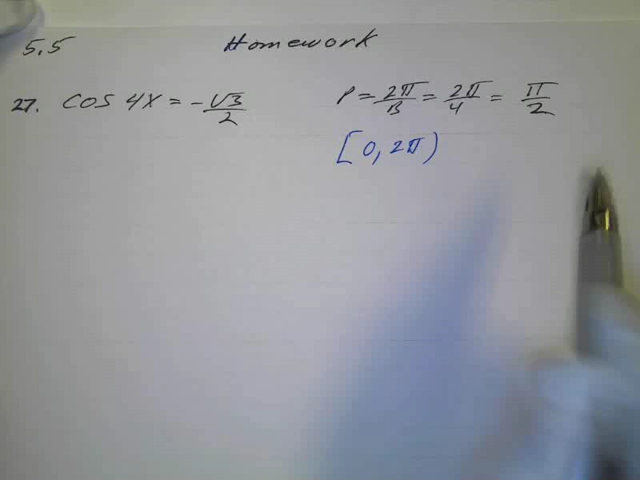 5.5 Homework
27. COS 4X = -√3/2 P = 2π/B = 2π/4 = π/2
[0, 2π)